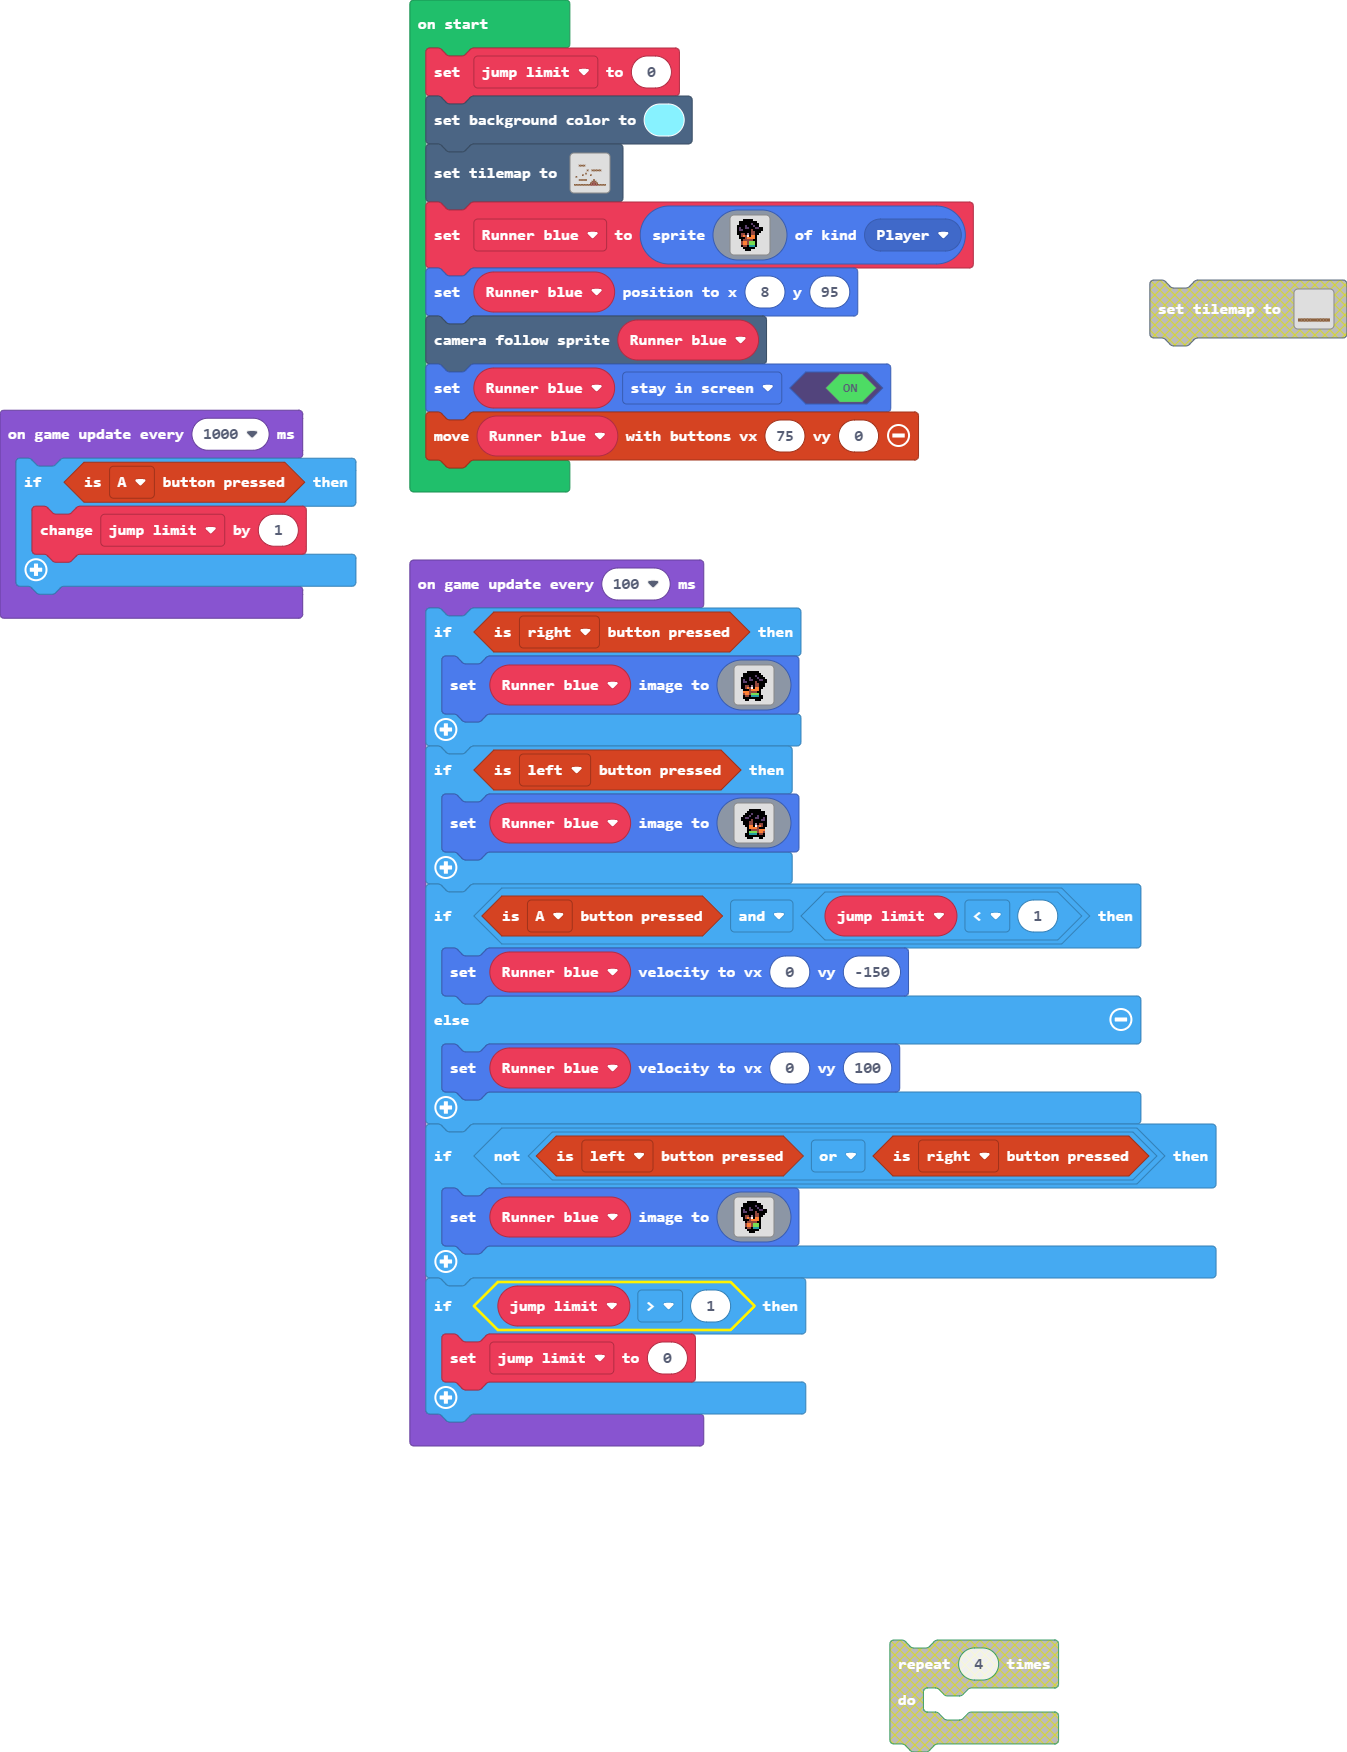 on start
set jump limit to 0
set background color to
set tilemap to
set Runner blue to sprite of kind Player
set Runner blue position to x 8 y 95
camera follow sprite Runner blue
set Runner blue stay in screen ON
move Runner blue with buttons vx 75 vy 0
set tilemap to
on game update every 1000 ms
if is A button pressed then
change jump limit by 1
on game update every 100 ms
if is right button pressed then
set Runner blue image to
if is left button pressed then
set Runner blue image to
if is A button pressed and jump limit < 1 then
set Runner blue velocity to vx 0 vy -150
else
set Runner blue velocity to vx 0 vy 100
if not is left button pressed or is right button pressed then
set Runner blue image to
if jump limit > 1 then
set jump limit to 0
repeat 4 times
do